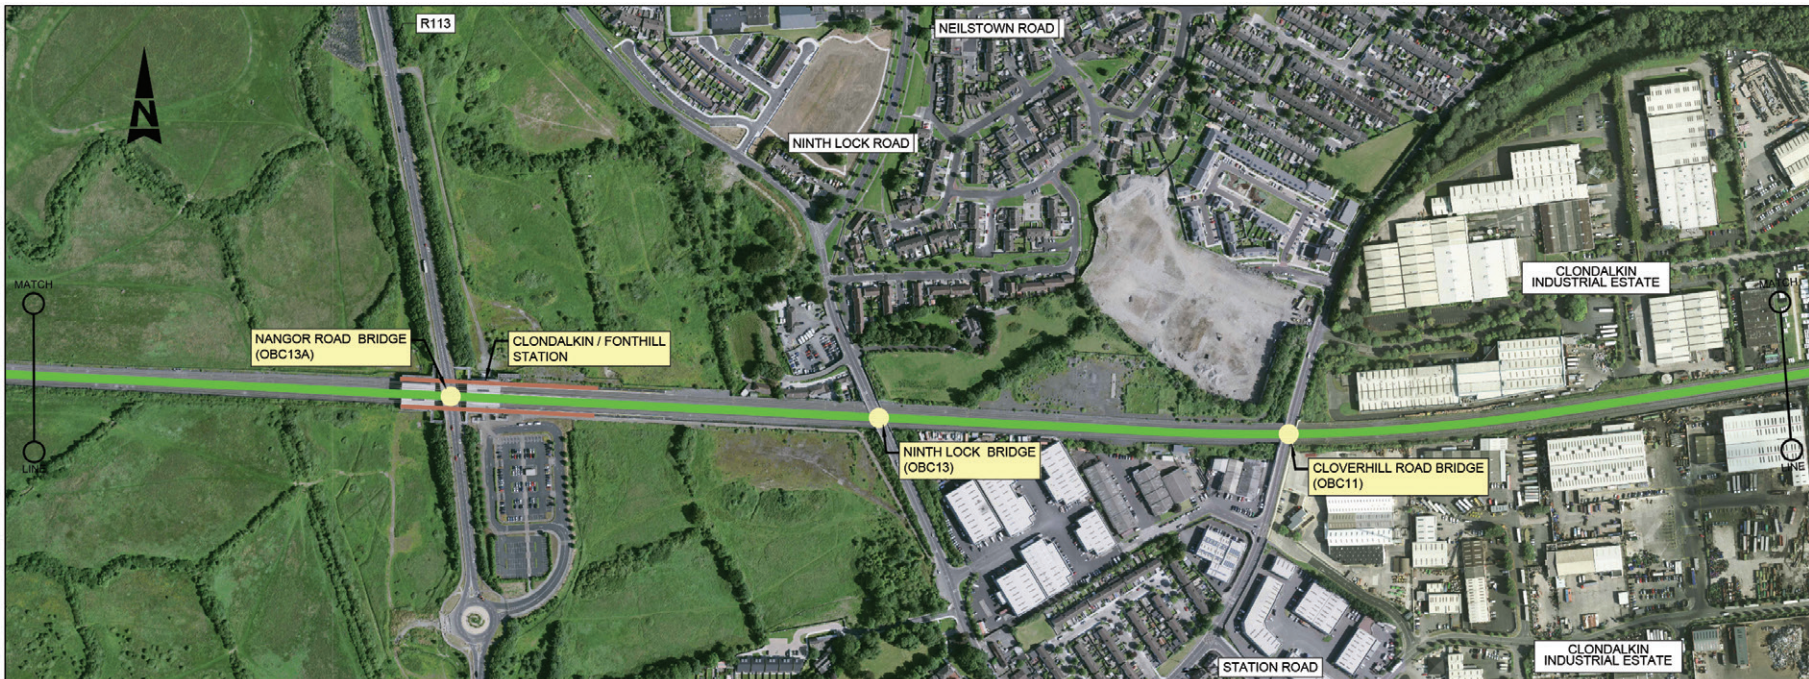 R113
NEILSTOWN ROAD
N
NINTH LOCK ROAD
CLONDALKIN
INDUSTRIAL ESTATE
MATCH
MATCH
NANGOR ROAD BRIDGE
(OBC13A)
CLONDALKIN / FONTHILL
STATION
LINE
NINTH LOCK BRIDGE
(OBC13)
CLOVERHILL ROAD BRIDGE
(OBC11)
LINE
CLONDALKIN
INDUSTRIAL ESTATE
STATION ROAD